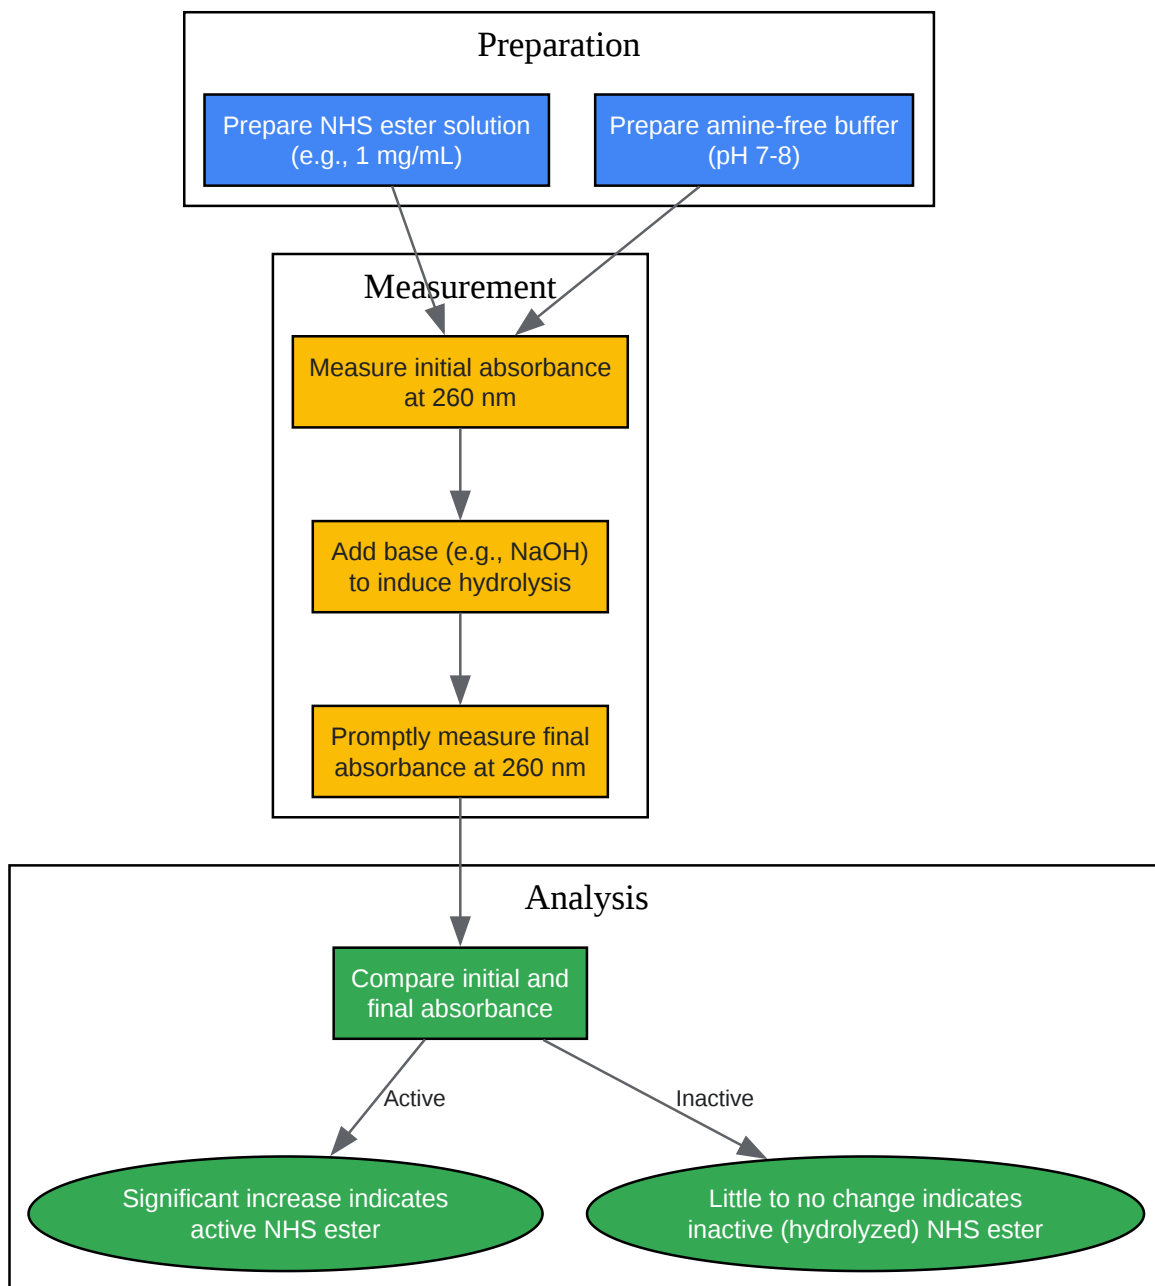 Preparation
Prepare NHS ester solution
(e.g., 1 mg/mL)
Prepare amine-free buffer
(pH 7-8)
Measurement
Measure initial absorbance
at 260 nm
Add base (e.g., NaOH)
to induce hydrolysis
Promptly measure final
absorbance at 260 nm
Analysis
Compare initial and
final absorbance
Active
Inactive
Significant increase indicates
active NHS ester
Little to no change indicates
inactive (hydrolyzed) NHS ester